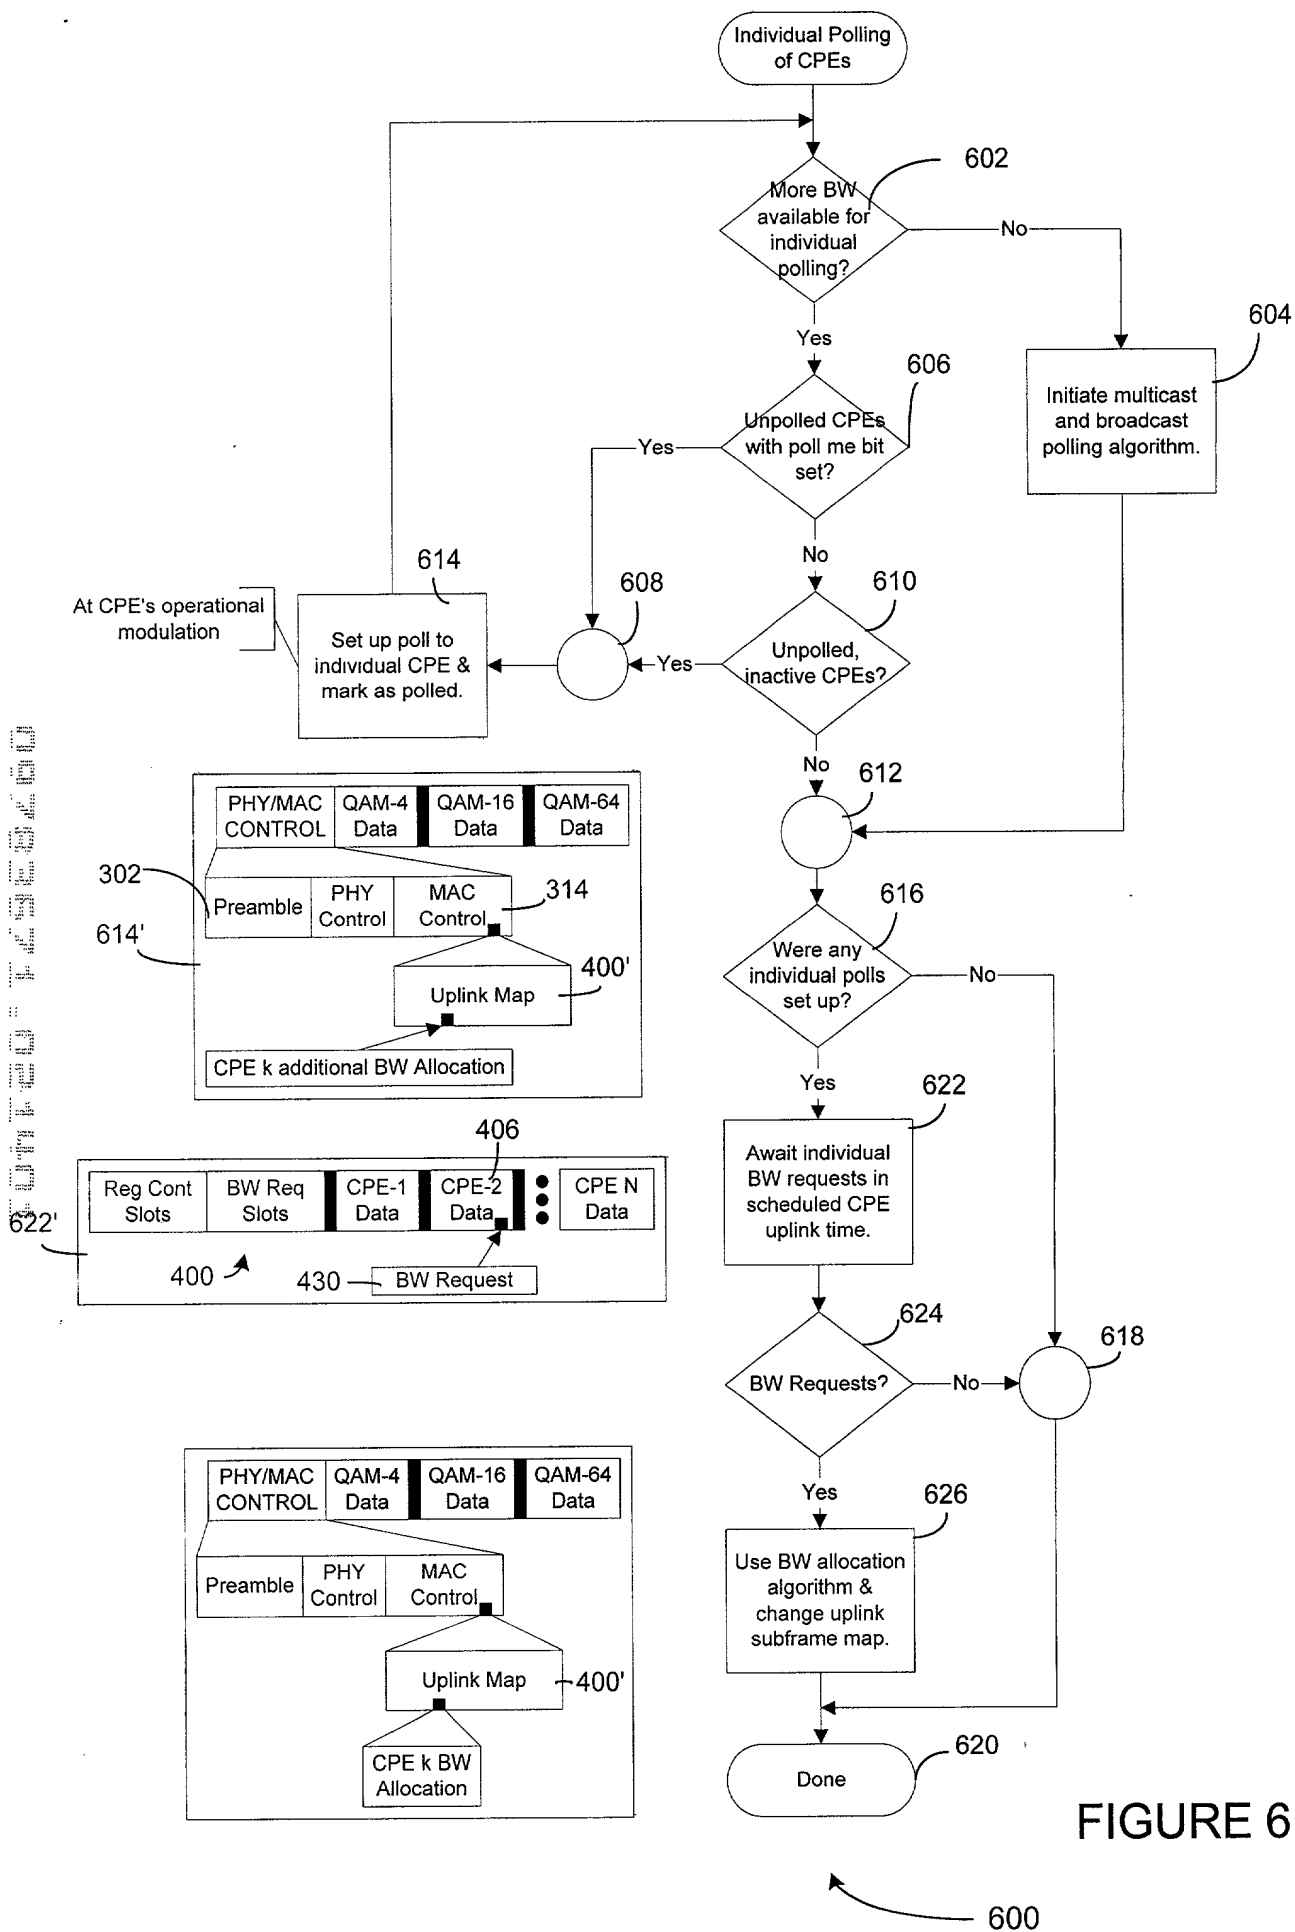 Individual Polling
of CPEs
602
More BW
available for
individual
polling?
No
Yes
604
Initiate multicast
and broadcast
polling algorithm.
606
Unpolled CPEs
with poll me bit
set?
Yes
No
614
608
610
At CPE's operational
modulation
Set up poll to
individual CPE &
mark as polled.
Unpolled,
inactive CPEs?
Yes
No
612
PHY/MAC
CONTROL
QAM-4
Data
QAM-16
Data
QAM-64
Data
302
Preamble
PHY
Control
MAC
Control
314
614'
Uplink Map
400'
CPE k additional BW Allocation
616
Were any
individual polls
set up?
No
Yes
622
Await individual
BW requests in
scheduled CPE
uplink time.
406
Reg Cont
Slots
BW Req
Slots
CPE-1
Data
CPE-2
Data
CPE N
Data
622'
400
430
BW Request
624
BW Requests?
No
618
Yes
626
Use BW allocation
algorithm &
change uplink
subframe map.
PHY/MAC
CONTROL
QAM-4
Data
QAM-16
Data
QAM-64
Data
Preamble
PHY
Control
MAC
Control
Uplink Map
400'
CPE k BW
Allocation
620
Done
FIGURE 6
600